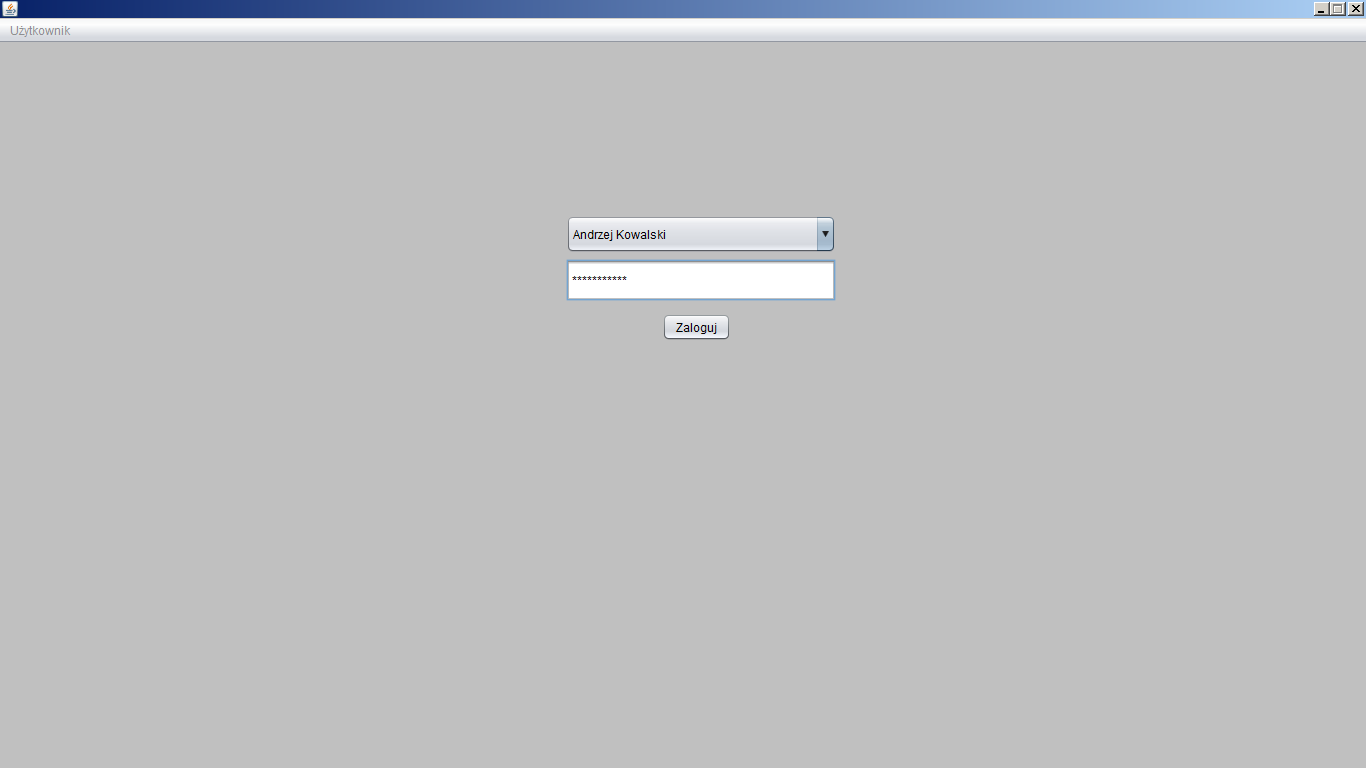 Użytkownik
Andrzej Kowalski
***********
Zaloguj